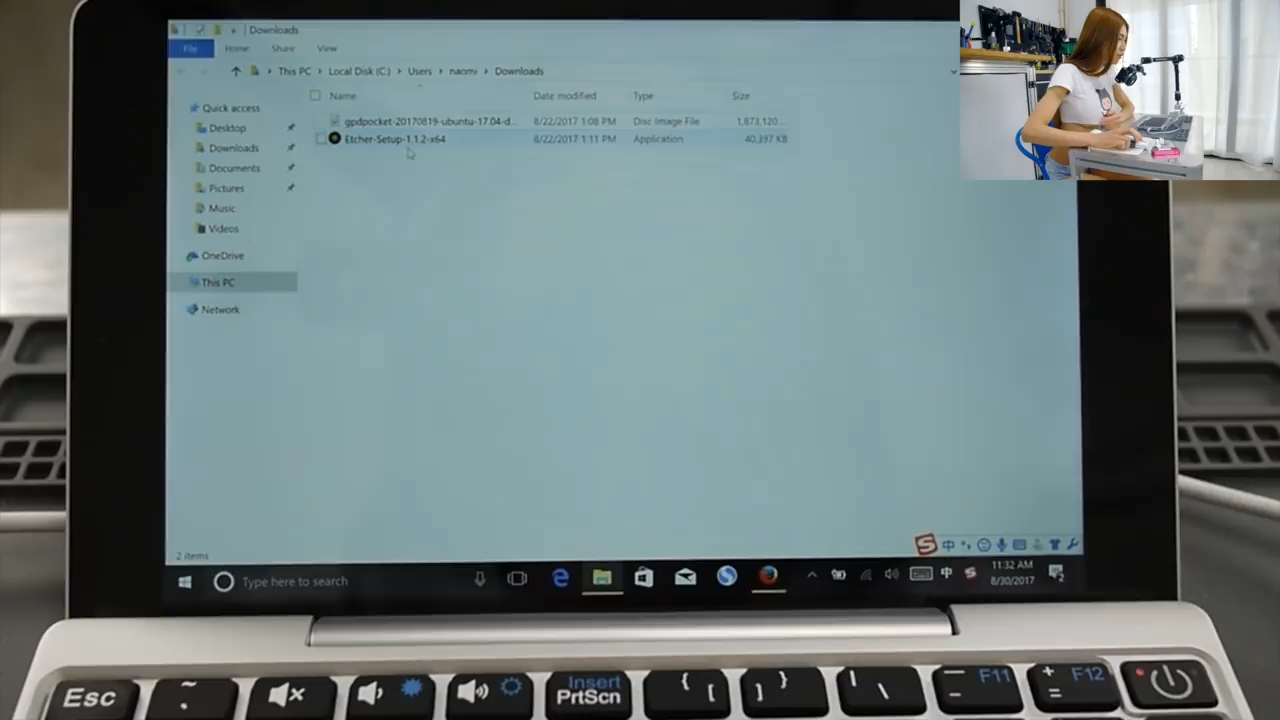 Downloads
File Home Share View
This PC Local Disk (C:) Users naomi Downloads
Name Date modified Type Size
gpdpocket-20170819-ubuntu-17.04-d... 8/22/2017 1:08 PM Disc Image File 1,873,120...
Etcher-Setup-1.1.2-x64 8/22/2017 1:11 PM Application 40,397 KB
Quick access
Desktop
Downloads
Documents
Pictures
Music
Videos
OneDrive
This PC
Network
2 items
S 中
Type here to search
中 S 11:32 AM
8/30/2017
2
Esc ~ Insert { [ ] } | \ — F11 + F12
` PrtScn - =